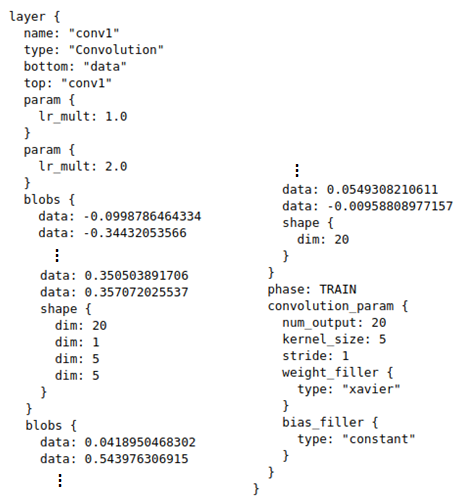 layer {
  name: "conv1"
  type: "Convolution"
  bottom: "data"
  top: "conv1"
  param {
    lr_mult: 1.0
  }
  param {
    lr_mult: 2.0
  }
  blobs {
    data: -0.0998786464334
    data: -0.34432053566
    ⋮
    data: 0.350503891706
    data: 0.357072025537
    shape {
      dim: 20
      dim: 1
      dim: 5
      dim: 5
    }
  }
  blobs {
    data: 0.0418950468302
    data: 0.543976306915
    ⋮
    ⋮
    data: 0.0549308210611
    data: -0.00958808977157
    shape {
      dim: 20
    }
  }
  phase: TRAIN
  convolution_param {
    num_output: 20
    kernel_size: 5
    stride: 1
    weight_filler {
      type: "xavier"
    }
    bias_filler {
      type: "constant"
    }
  }
}